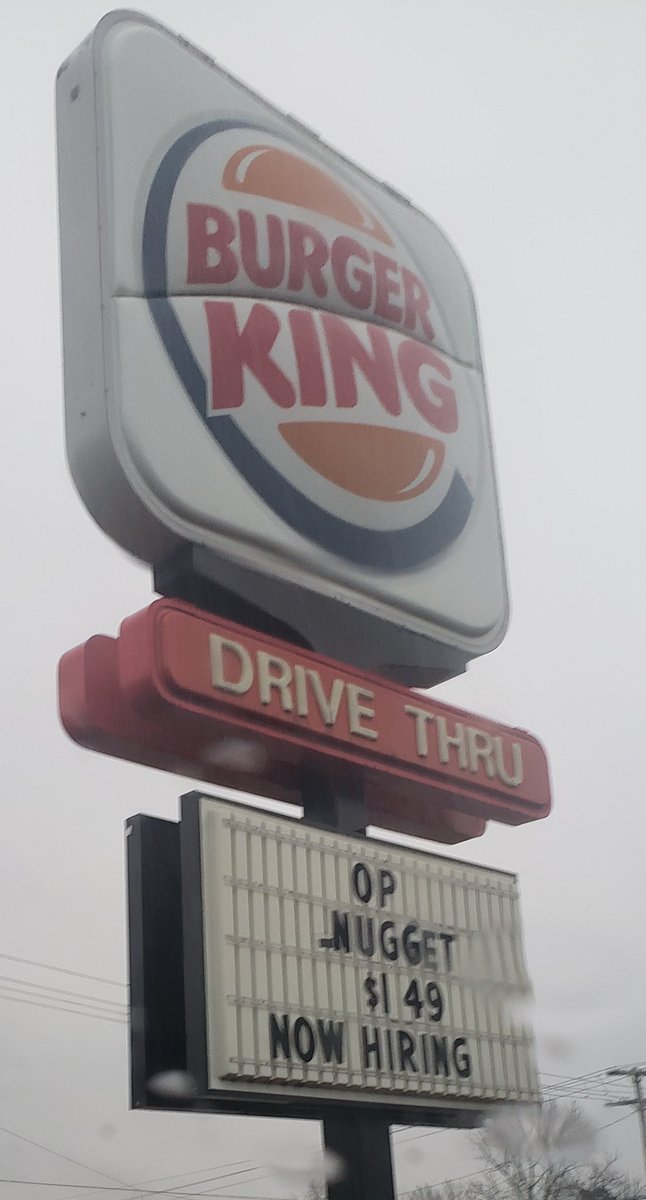 BURGER
KING
DRIVE THRU
OP
NUGGET
$1 49
NOW HIRING